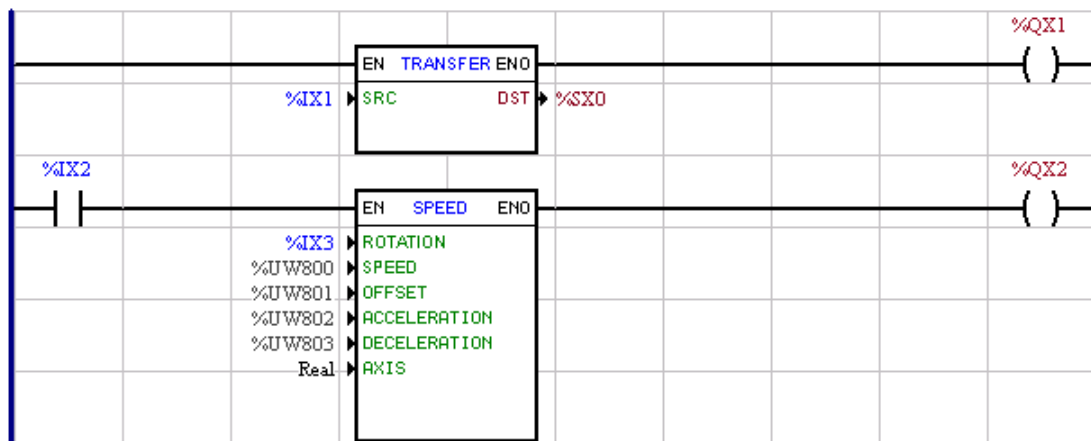 %QX1
EN TRANSFER ENO
%IX1 SRC DST %SX0
%IX2 %QX2
EN SPEED ENO
%IX3 ROTATION
%UW800 SPEED
%UW801 OFFSET
%UW802 ACCELERATION
%UW803 DECELERATION
Real AXIS